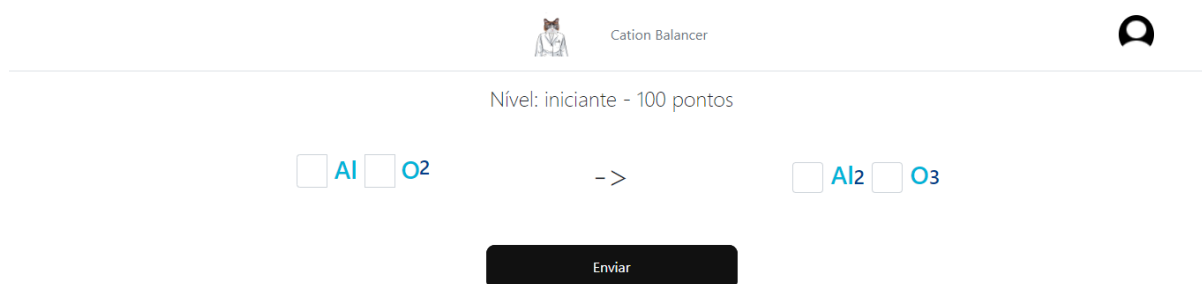 Cation Balancer
Nível: iniciante - 100 pontos
Al O2 -> Al2 O3
Enviar